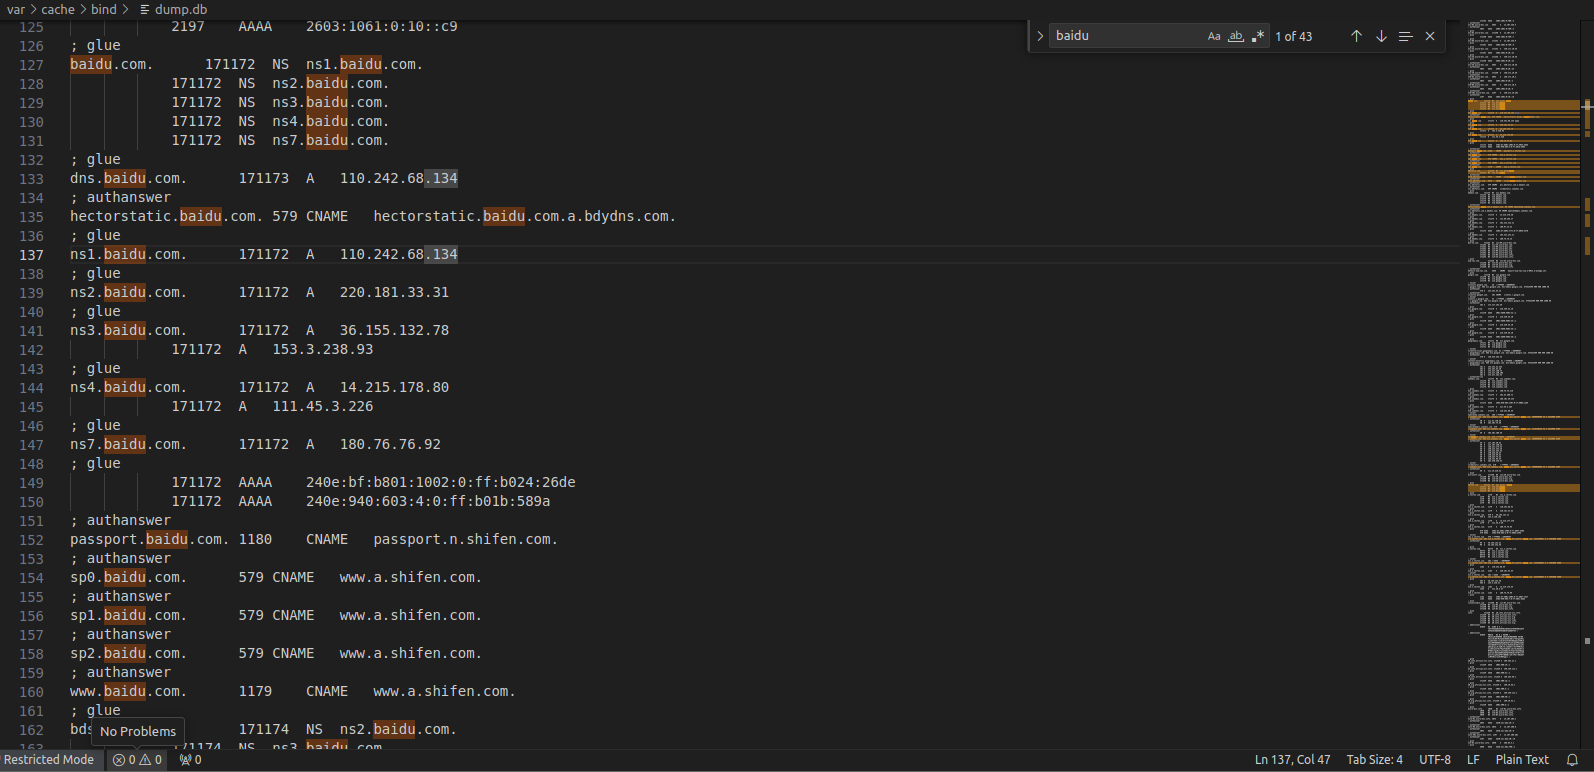 var > cache > bind > dump.db
baidu Aa ab 1 of 43
125 2197 AAAA 2603:1061:0:10::c9
126 ; glue
127 baidu.com. 171172 NS ns1.baidu.com.
128 171172 NS ns2.baidu.com.
129 171172 NS ns3.baidu.com.
130 171172 NS ns4.baidu.com.
131 171172 NS ns7.baidu.com.
132 ; glue
133 dns.baidu.com. 171173 A 110.242.68.134
134 ; authanswer
135 hectorstatic.baidu.com. 579 CNAME hectorstatic.baidu.com.a.bdydns.com.
136 ; glue
137 ns1.baidu.com. 171172 A 110.242.68.134
138 ; glue
139 ns2.baidu.com. 171172 A 220.181.33.31
140 ; glue
141 ns3.baidu.com. 171172 A 36.155.132.78
142 171172 A 153.3.238.93
143 ; glue
144 ns4.baidu.com. 171172 A 14.215.178.80
145 171172 A 111.45.3.226
146 ; glue
147 ns7.baidu.com. 171172 A 180.76.76.92
148 ; glue
149 171172 AAAA 240e:bf:b801:1002:0:ff:b024:26de
150 171172 AAAA 240e:940:603:4:0:ff:b01b:589a
151 ; authanswer
152 passport.baidu.com. 1180 CNAME passport.n.shifen.com.
153 ; authanswer
154 sp0.baidu.com. 579 CNAME www.a.shifen.com.
155 ; authanswer
156 sp1.baidu.com. 579 CNAME www.a.shifen.com.
157 ; authanswer
158 sp2.baidu.com. 579 CNAME www.a.shifen.com.
159 ; authanswer
160 www.baidu.com. 1179 CNAME www.a.shifen.com.
161 ; glue
162 bds 171174 NS ns2.baidu.com.
163 171174 NS ns3.baidu.com.
No Problems
Restricted Mode 0 0 0 Ln 137, Col 47 Tab Size: 4 UTF-8 LF Plain Text